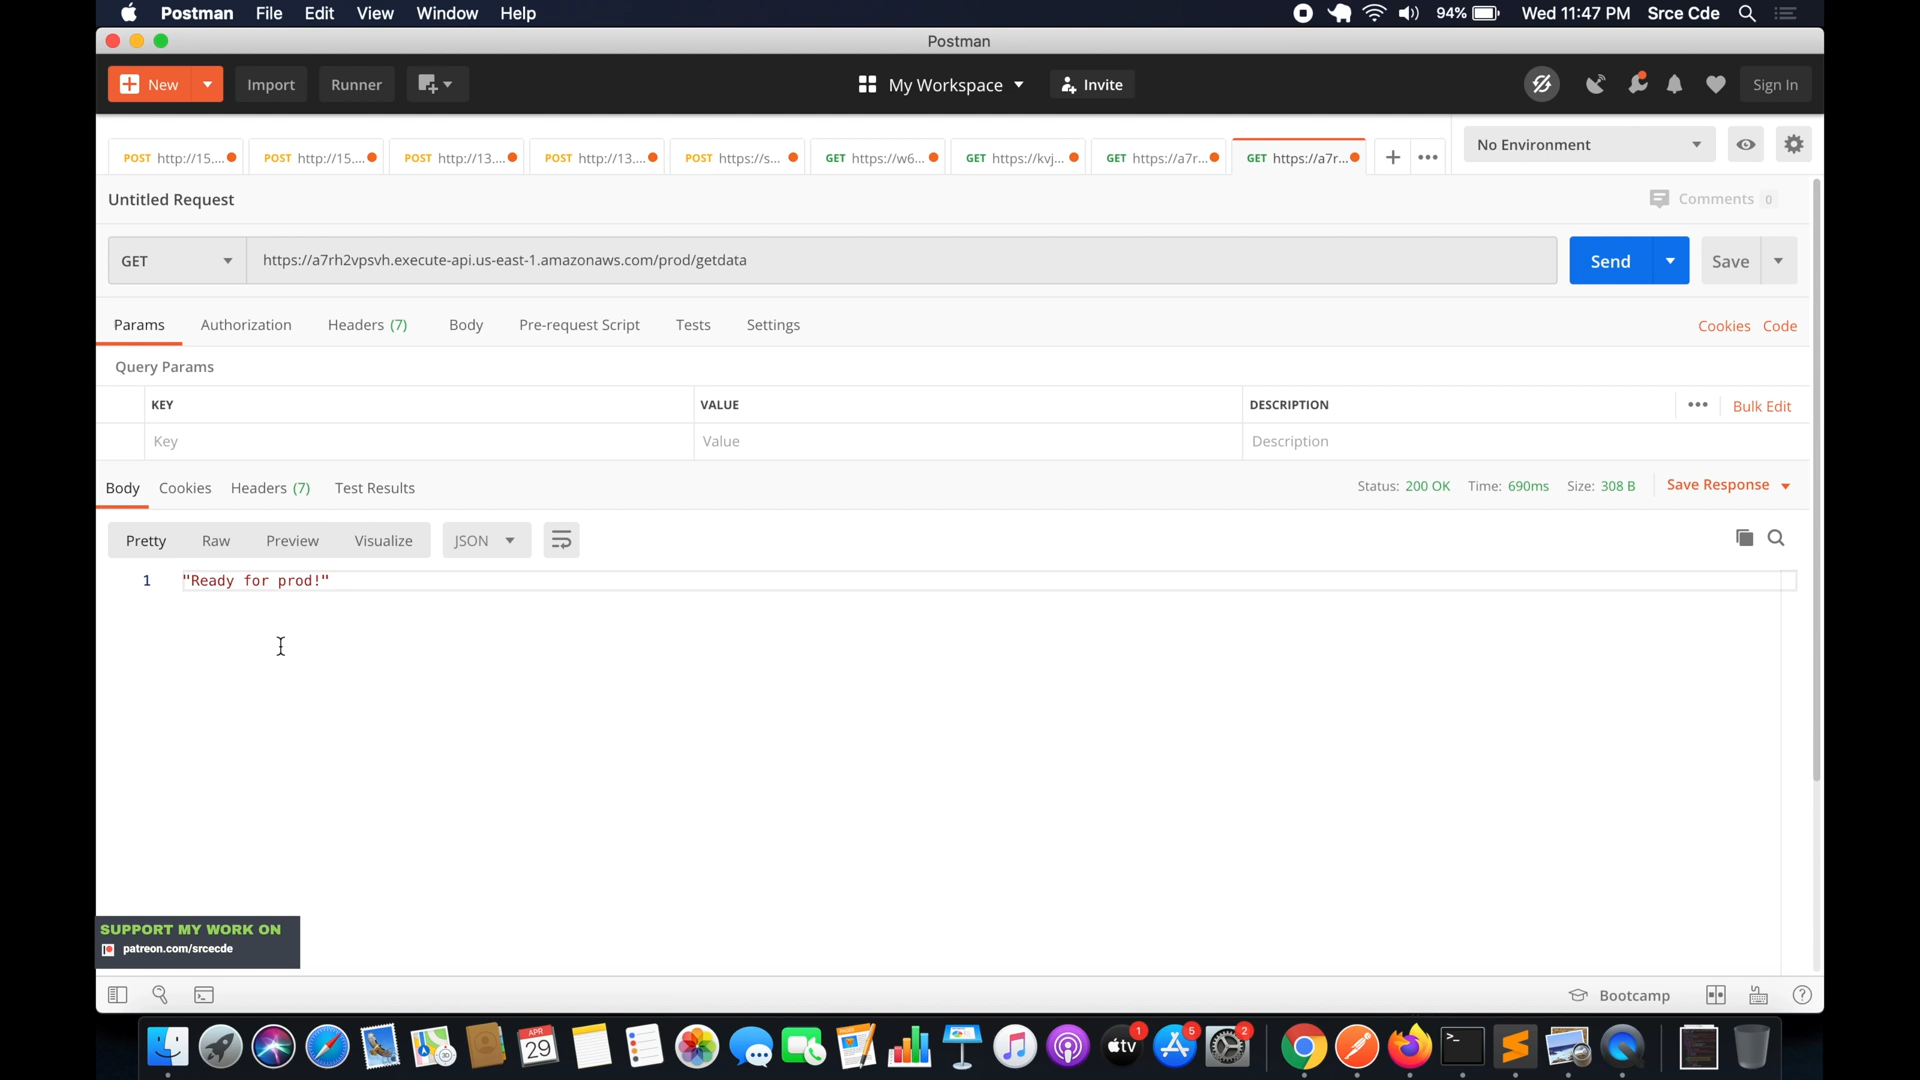 Postman File Edit View Window Help 94% Wed 11:47 PM Srce Cde
Postman
New Import Runner My Workspace Invite Sign In
POST http://15.... POST http://15.... POST http://13.... POST http://13.... POST https://s... GET https://w6... GET https://kvj... GET https://a7r... GET https://a7r... No Environment
Untitled Request Comments 0
GET https://a7rh2vpsvh.execute-api.us-east-1.amazonaws.com/prod/getdata Send Save
Params Authorization Headers (7) Body Pre-request Script Tests Settings Cookies Code
Query Params
KEY VALUE DESCRIPTION Bulk Edit
Key Value Description
Body Cookies Headers (7) Test Results Status: 200 OK Time: 690ms Size: 308 B Save Response
Pretty Raw Preview Visualize JSON
1 "Ready for prod!"
SUPPORT MY WORK ON
patreon.com/srcecde
Bootcamp
APR
29
tv
1
5
2